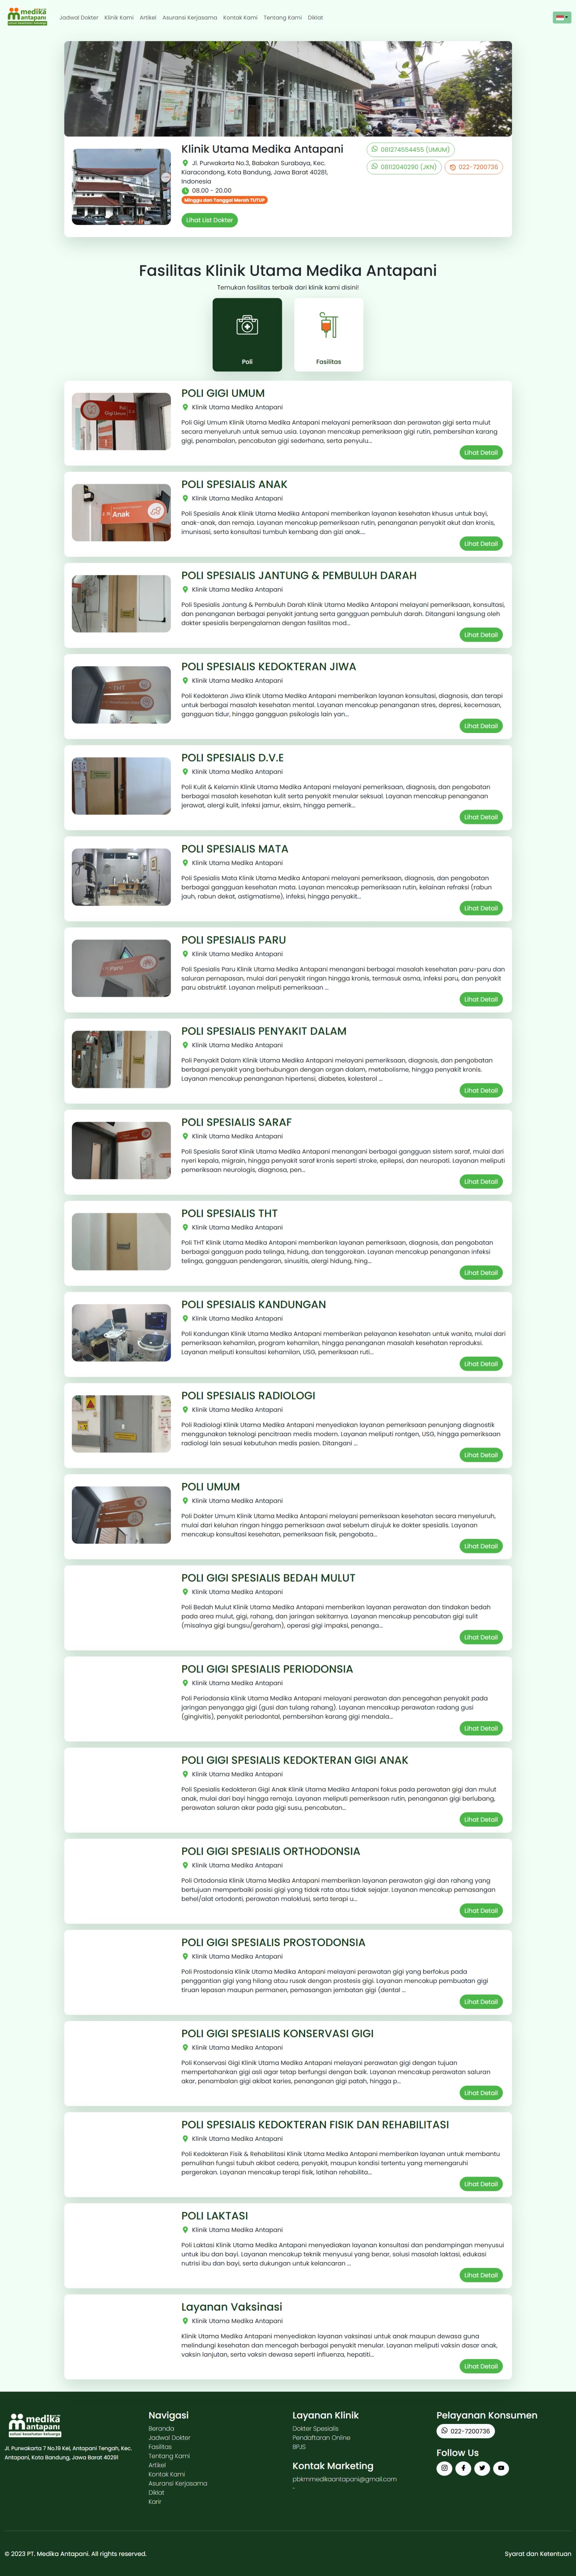 medika
antapani
Jadwal Dokter Klinik Kami Artikel Asuransi Kerjasama Kontak Kami Tentang Kami Diklat
Klinik Utama Medika Antapani
Jl. Purwakarta No.3, Babakan Surabaya, Kec.
Kiaracondong, Kota Bandung, Jawa Barat 40281,
Indonesia
08.00 - 20.00
Minggu dan Tanggal Merah TUTUP
Lihat List Dokter
081274554455 (UMUM)
08112040290 (JKN) 022-7200736
Fasilitas Klinik Utama Medika Antapani
Temukan fasilitas terbaik dari klinik kami disini!
Poli Fasilitas
POLI GIGI UMUM
Klinik Utama Medika Antapani
Poli Gigi Umum Klinik Utama Medika Antapani melayani pemeriksaan dan perawatan gigi serta mulut
secara menyeluruh untuk semua usia. Layanan mencakup pemeriksaan gigi rutin, pembersihan karang
gigi, penambalan, pencabutan gigi sederhana, serta penyulu...
Lihat Detail
POLI SPESIALIS ANAK
Klinik Utama Medika Antapani
Anak
Poli Spesialis Anak Klinik Utama Medika Antapani memberikan layanan kesehatan khusus untuk bayi,
anak-anak, dan remaja. Layanan mencakup pemeriksaan rutin, penanganan penyakit akut dan kronis,
imunisasi, serta konsultasi tumbuh kembang dan gizi anak....
Lihat Detail
POLI SPESIALIS JANTUNG & PEMBULUH DARAH
Klinik Utama Medika Antapani
Poli Spesialis Jantung & Pembuluh Darah Klinik Utama Medika Antapani melayani pemeriksaan, konsultasi,
dan penanganan berbagai penyakit jantung serta gangguan pembuluh darah. Ditangani langsung oleh
dokter spesialis berpengalaman dengan fasilitas mod...
Lihat Detail
POLI SPESIALIS KEDOKTERAN JIWA
Klinik Utama Medika Antapani
THT
Poli Kedokteran Jiwa Klinik Utama Medika Antapani memberikan layanan konsultasi, diagnosis, dan terapi
untuk berbagai masalah kesehatan mental. Layanan mencakup penanganan stres, depresi, kecemasan,
gangguan tidur, hingga gangguan psikologis lain yan...
Lihat Detail
POLI SPESIALIS D.V.E
Klinik Utama Medika Antapani
Poli Kulit & Kelamin Klinik Utama Medika Antapani melayani pemeriksaan, diagnosis, dan pengobatan
berbagai masalah kesehatan kulit serta penyakit menular seksual. Layanan mencakup penanganan
jerawat, alergi kulit, infeksi jamur, eksim, hingga pemerik...
Lihat Detail
POLI SPESIALIS MATA
Klinik Utama Medika Antapani
Poli Spesialis Mata Klinik Utama Medika Antapani melayani pemeriksaan, diagnosis, dan pengobatan
berbagai gangguan kesehatan mata. Layanan mencakup pemeriksaan rutin, kelainan refraksi (rabun
jauh, rabun dekat, astigmatisme), infeksi, hingga penyakit...
Lihat Detail
POLI SPESIALIS PARU
Klinik Utama Medika Antapani
Poli Spesialis Paru Klinik Utama Medika Antapani menangani berbagai masalah kesehatan paru-paru dan
saluran pernapasan, mulai dari penyakit ringan hingga kronis, termasuk asma, infeksi paru, dan penyakit
paru obstruktif. Layanan meliputi pemeriksaan ...
Lihat Detail
POLI SPESIALIS PENYAKIT DALAM
Klinik Utama Medika Antapani
Poli Penyakit Dalam Klinik Utama Medika Antapani melayani pemeriksaan, diagnosis, dan pengobatan
berbagai penyakit yang berhubungan dengan organ dalam, metabolisme, hingga penyakit kronis.
Layanan mencakup penanganan hipertensi, diabetes, kolesterol ...
Lihat Detail
POLI SPESIALIS SARAF
Klinik Utama Medika Antapani
Poli Spesialis Saraf Klinik Utama Medika Antapani menangani berbagai gangguan sistem saraf, mulai dari
nyeri kepala, migrain, hingga penyakit saraf kronis seperti stroke, epilepsi, dan neuropati. Layanan meliputi
pemeriksaan neurologis, diagnosa, pen...
Lihat Detail
POLI SPESIALIS THT
Klinik Utama Medika Antapani
Poli THT Klinik Utama Medika Antapani memberikan layanan pemeriksaan, diagnosis, dan pengobatan
berbagai gangguan pada telinga, hidung, dan tenggorokan. Layanan mencakup penanganan infeksi
telinga, gangguan pendengaran, sinusitis, alergi hidung, hing...
Lihat Detail
POLI SPESIALIS KANDUNGAN
Klinik Utama Medika Antapani
Poli Kandungan Klinik Utama Medika Antapani memberikan pelayanan kesehatan untuk wanita, mulai dari
pemeriksaan kehamilan, program kehamilan, hingga penanganan masalah kesehatan reproduksi.
Layanan meliputi konsultasi kehamilan, USG, pemeriksaan ruti...
Lihat Detail
POLI SPESIALIS RADIOLOGI
Klinik Utama Medika Antapani
Poli Radiologi Klinik Utama Medika Antapani menyediakan layanan pemeriksaan penunjang diagnostik
menggunakan teknologi pencitraan medis modern. Layanan meliputi rontgen, USG, hingga pemeriksaan
radiologi lain sesuai kebutuhan medis pasien. Ditangani ...
Lihat Detail
POLI UMUM
Klinik Utama Medika Antapani
Poli Dokter Umum Klinik Utama Medika Antapani melayani pemeriksaan kesehatan secara menyeluruh,
mulai dari keluhan ringan hingga pemeriksaan awal sebelum dirujuk ke dokter spesialis. Layanan
mencakup konsultasi kesehatan, pemeriksaan fisik, pengobata...
Lihat Detail
POLI GIGI SPESIALIS BEDAH MULUT
Klinik Utama Medika Antapani
Poli Bedah Mulut Klinik Utama Medika Antapani memberikan layanan perawatan dan tindakan bedah
pada area mulut, gigi, rahang, dan jaringan sekitarnya. Layanan mencakup pencabutan gigi sulit
(misalnya gigi bungsu/geraham), operasi gigi impaksi, penanga...
Lihat Detail
POLI GIGI SPESIALIS PERIODONSIA
Klinik Utama Medika Antapani
Poli Periodonsia Klinik Utama Medika Antapani melayani perawatan dan pencegahan penyakit pada
jaringan penyangga gigi (gusi dan tulang rahang). Layanan mencakup perawatan radang gusi
(gingivitis), penyakit periodontal, pembersihan karang gigi mendala...
Lihat Detail
POLI GIGI SPESIALIS KEDOKTERAN GIGI ANAK
Klinik Utama Medika Antapani
Poli Spesialis Kedokteran Gigi Anak Klinik Utama Medika Antapani fokus pada perawatan gigi dan mulut
anak, mulai dari bayi hingga remaja. Layanan meliputi pemeriksaan rutin, penanganan gigi berlubang,
perawatan saluran akar pada gigi susu, pencabutan...
Lihat Detail
POLI GIGI SPESIALIS ORTHODONSIA
Klinik Utama Medika Antapani
Poli Ortodonsia Klinik Utama Medika Antapani memberikan layanan perawatan gigi dan rahang yang
bertujuan memperbaiki posisi gigi yang tidak rata atau tidak sejajar. Layanan mencakup pemasangan
behel/alat ortodonti, perawatan maloklusi, serta terapi u...
Lihat Detail
POLI GIGI SPESIALIS PROSTODONSIA
Klinik Utama Medika Antapani
Poli Prostodonsia Klinik Utama Medika Antapani melayani perawatan gigi yang berfokus pada
penggantian gigi yang hilang atau rusak dengan prostesis gigi. Layanan mencakup pembuatan gigi
tiruan lepasan maupun permanen, pemasangan jembatan gigi (dental ...
Lihat Detail
POLI GIGI SPESIALIS KONSERVASI GIGI
Klinik Utama Medika Antapani
Poli Konservasi Gigi Klinik Utama Medika Antapani melayani perawatan gigi dengan tujuan
mempertahankan gigi asli agar tetap berfungsi dengan baik. Layanan mencakup perawatan saluran
akar, penambalan gigi akibat karies, penanganan gigi patah, hingga p...
Lihat Detail
POLI SPESIALIS KEDOKTERAN FISIK DAN REHABILITASI
Klinik Utama Medika Antapani
Poli Kedokteran Fisik & Rehabilitasi Klinik Utama Medika Antapani memberikan layanan untuk membantu
pemulihan fungsi tubuh akibat cedera, penyakit, maupun kondisi tertentu yang memengaruhi
pergerakan. Layanan mencakup terapi fisik, latihan rehabilita...
Lihat Detail
POLI LAKTASI
Klinik Utama Medika Antapani
Poli Laktasi Klinik Utama Medika Antapani menyediakan layanan konsultasi dan pendampingan menyusui
untuk ibu dan bayi. Layanan mencakup teknik menyusui yang benar, solusi masalah laktasi, edukasi
nutrisi ibu dan bayi, serta dukungan untuk kelancaran ...
Lihat Detail
Layanan Vaksinasi
Klinik Utama Medika Antapani
Klinik Utama Medika Antapani menyediakan layanan vaksinasi untuk anak maupun dewasa guna
melindungi kesehatan dan mencegah berbagai penyakit menular. Layanan meliputi vaksin dasar anak,
vaksin lanjutan, serta vaksin dewasa seperti influenza, hepatiti...
Lihat Detail
medika
antapani
solusi kesehatan keluarga
Jl. Purwakarta 7 No.19 Kel, Antapani Tengah, Kec.
Antapani, Kota Bandung, Jawa Barat 40291
Navigasi
Beranda
Jadwal Dokter
Fasilitas
Tentang Kami
Artikel
Kontak Kami
Asuransi Kerjasama
Diklat
Karir
Layanan Klinik
Dokter Spesialis
Pendaftaran Online
BPJS
Kontak Marketing
pbkmmedikaantapani@gmail.com
-
Pelayanan Konsumen
022-7200736
Follow Us
© 2023 PT. Medika Antapani. All rights reserved.
Syarat dan Ketentuan